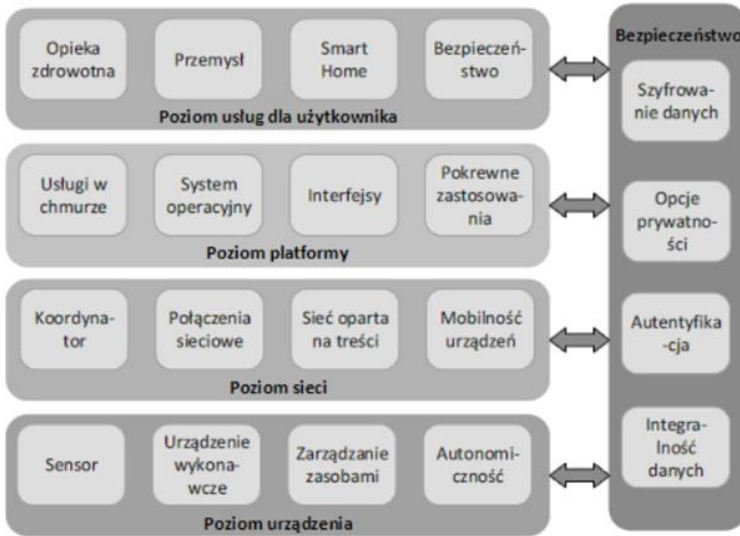 Opieka
zdrowotna
Przemysł
Smart
Home
Bezpieczeń-
stwo
Poziom usług dla użytkownika
Usługi w
chmurze
System
operacyjny
Interfejsy
Pokrewne
zastosowa-
nia
Poziom platformy
Koordyna-
tor
Połączenia
sieciowe
Sieć oparta
na treści
Mobilność
urządzeń
Poziom sieci
Sensor
Urządzenie
wykona-
wcze
Zarządzanie
zasobami
Autonomi-
czność
Poziom urządzenia
Bezpieczeństwo
Szyfrowa-
nie danych
Opcje
prywatno-
ści
Autentyfika
-cja
Integra-
lność
danych